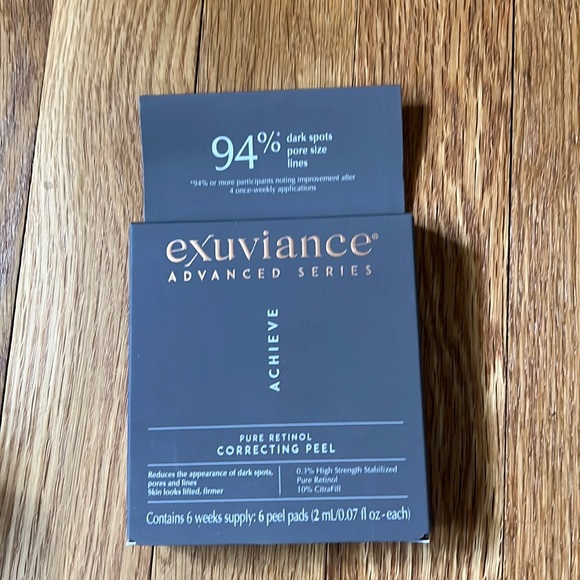 94%* dark spots
pore size
lines
*94% or more participants noting improvement after
4 once-weekly applications
exuviance®
ADVANCED SERIES
ACHIEVE
PURE RETINOL
CORRECTING PEEL
Reduces the appearance of dark spots,
pores and lines
Skin looks lifted, firmer
0.3% High Strength Stabilized
Pure Retinol
10% CitraFill
Contains 6 weeks supply: 6 peel pads (2 mL/0.07 fl oz - each)